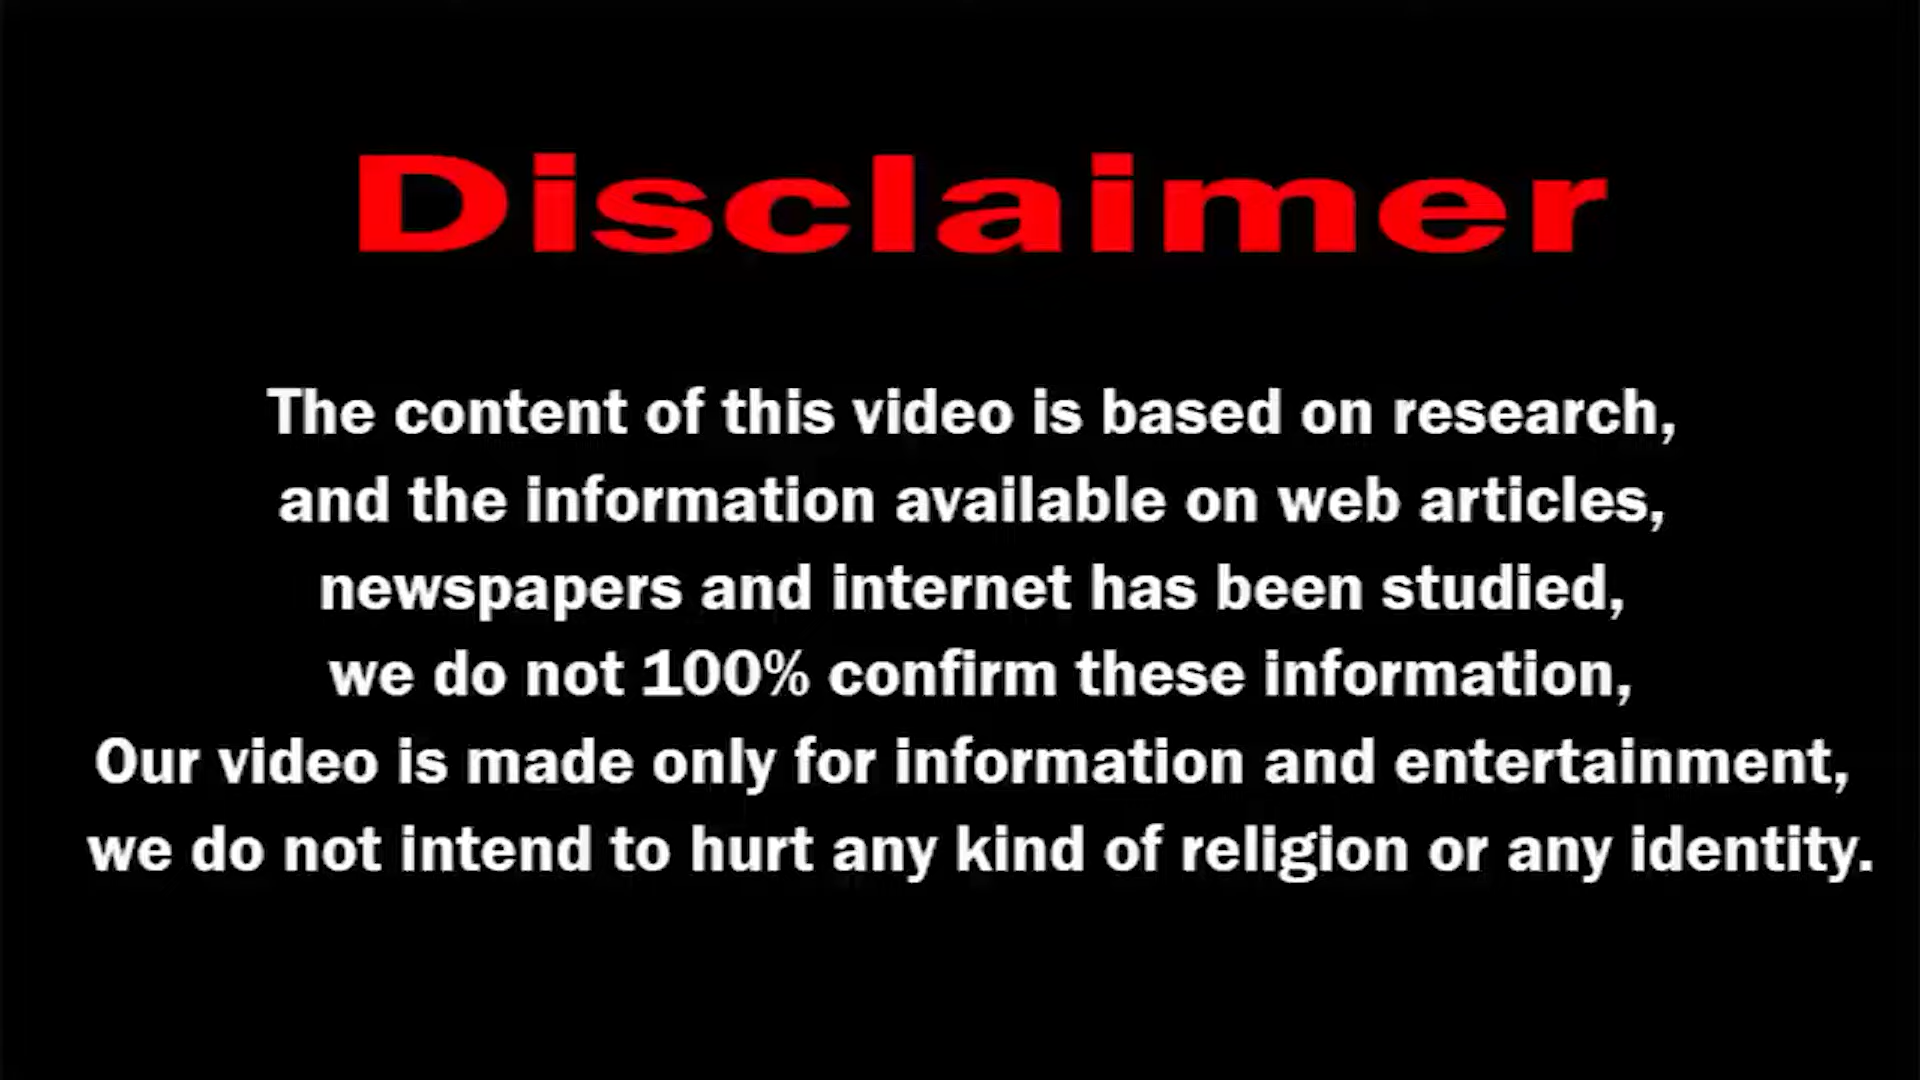 Disclaimer
The content of this video is based on research,
and the information available on web articles,
newspapers and internet has been studied,
we do not 100% confirm these information,
Our video is made only for information and entertainment,
we do not intend to hurt any kind of religion or any identity.